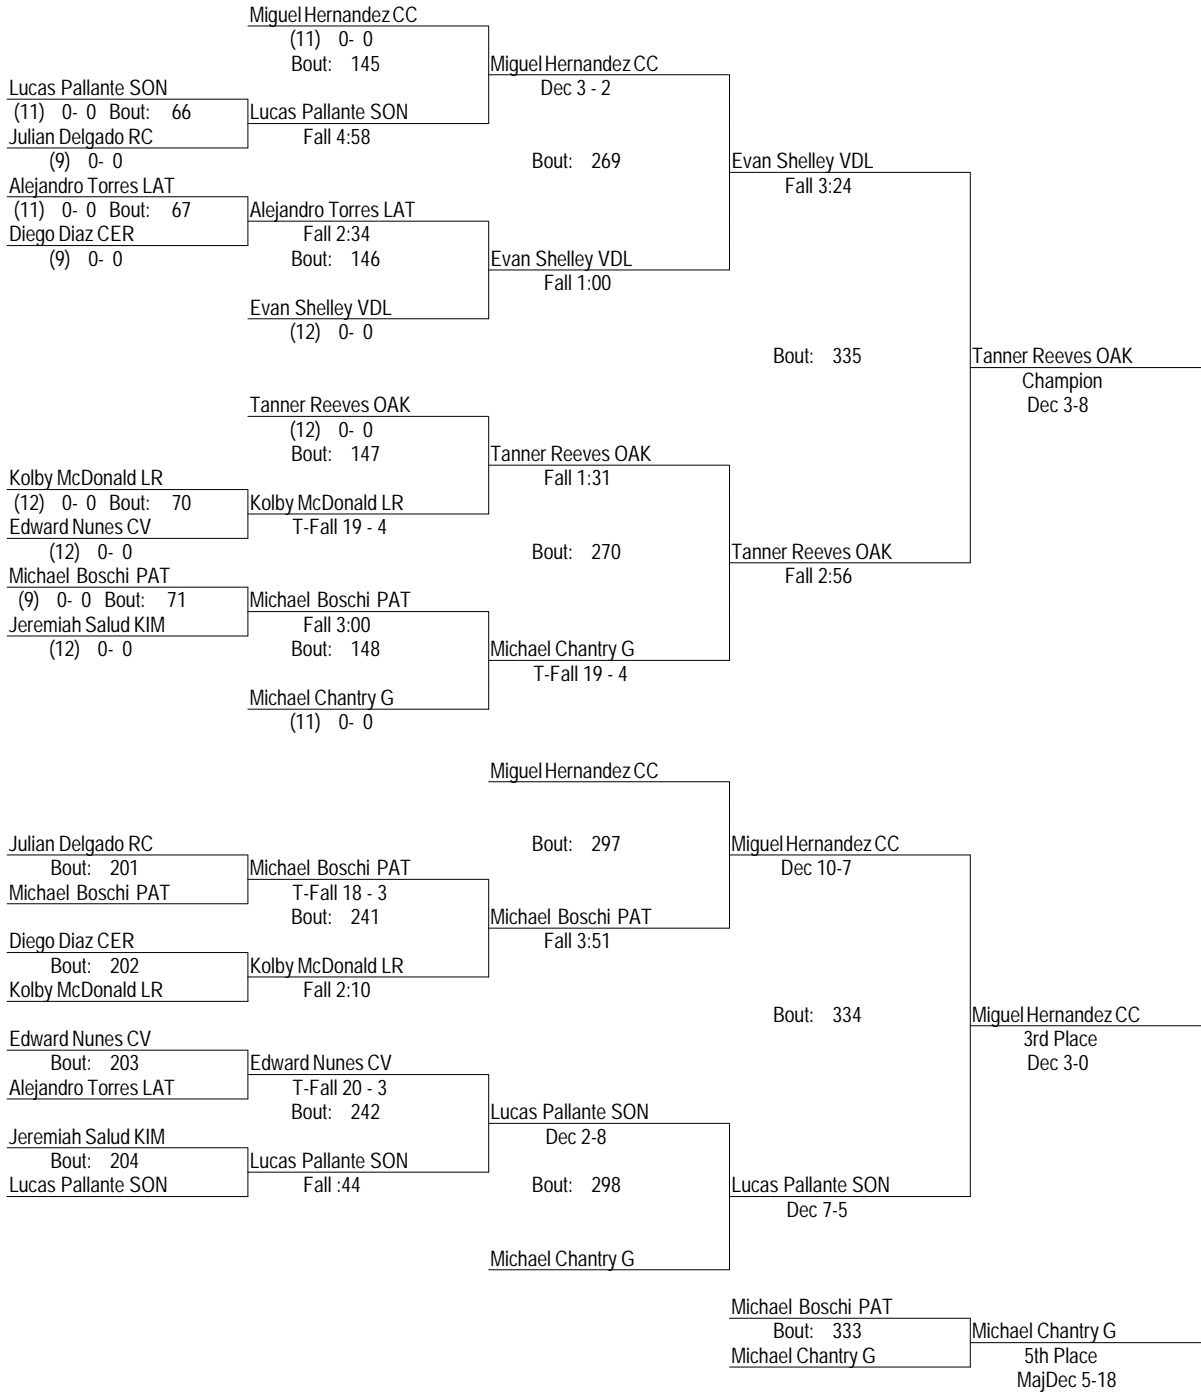 Miguel Hernandez CC
(11) 0- 0
Bout: 145
Miguel Hernandez CC
Dec 3 - 2
Lucas Pallante SON
(11) 0- 0 Bout: 66
Lucas Pallante SON
Julian Delgado RC
Fall 4:58
(9) 0- 0
Bout: 269
Evan Shelley VDL
Fall 3:24
Alejandro Torres LAT
(11) 0- 0 Bout: 67
Alejandro Torres LAT
Diego Diaz CER
Fall 2:34
(9) 0- 0
Bout: 146
Evan Shelley VDL
Fall 1:00
Evan Shelley VDL
(12) 0- 0
Bout: 335
Tanner Reeves OAK
Champion
Dec 3-8
Tanner Reeves OAK
(12) 0- 0
Bout: 147
Tanner Reeves OAK
Fall 1:31
Kolby McDonald LR
(12) 0- 0 Bout: 70
Kolby McDonald LR
Edward Nunes CV
T-Fall 19 - 4
(12) 0- 0
Bout: 270
Tanner Reeves OAK
Fall 2:56
Michael Boschi PAT
(9) 0- 0 Bout: 71
Michael Boschi PAT
Jeremiah Salud KIM
Fall 3:00
(12) 0- 0
Bout: 148
Michael Chantry G
T-Fall 19 - 4
Michael Chantry G
(11) 0- 0
Miguel Hernandez CC
Bout: 297
Miguel Hernandez CC
Dec 10-7
Julian Delgado RC
Bout: 201
Michael Boschi PAT
Michael Boschi PAT
T-Fall 18 - 3
Bout: 241
Michael Boschi PAT
Fall 3:51
Diego Diaz CER
Bout: 202
Kolby McDonald LR
Kolby McDonald LR
Fall 2:10
Bout: 334
Miguel Hernandez CC
3rd Place
Dec 3-0
Edward Nunes CV
Bout: 203
Edward Nunes CV
Alejandro Torres LAT
T-Fall 20 - 3
Bout: 242
Lucas Pallante SON
Dec 2-8
Jeremiah Salud KIM
Bout: 204
Lucas Pallante SON
Lucas Pallante SON
Fall :44
Bout: 298
Lucas Pallante SON
Dec 7-5
Michael Chantry G
Michael Boschi PAT
Bout: 333
Michael Chantry G
Michael Chantry G
5th Place
MajDec 5-18